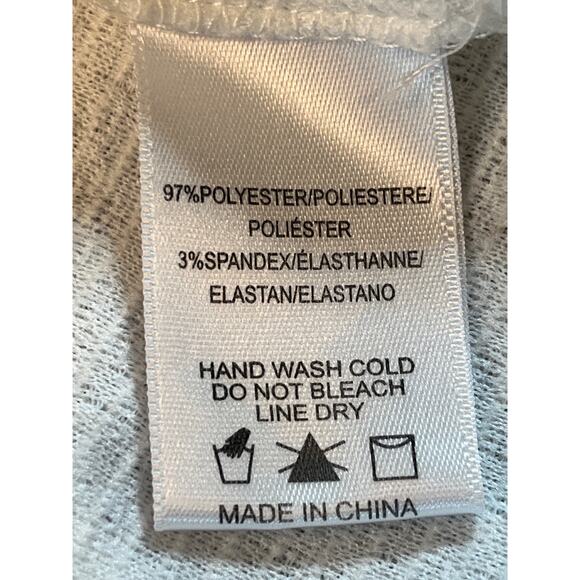 97%POLYESTER/POLIESTERE/
POLIÉSTER
3%SPANDEX/ÉLASTHANNE/
ELASTAN/ELASTANO
HAND WASH COLD
DO NOT BLEACH
LINE DRY
MADE IN CHINA